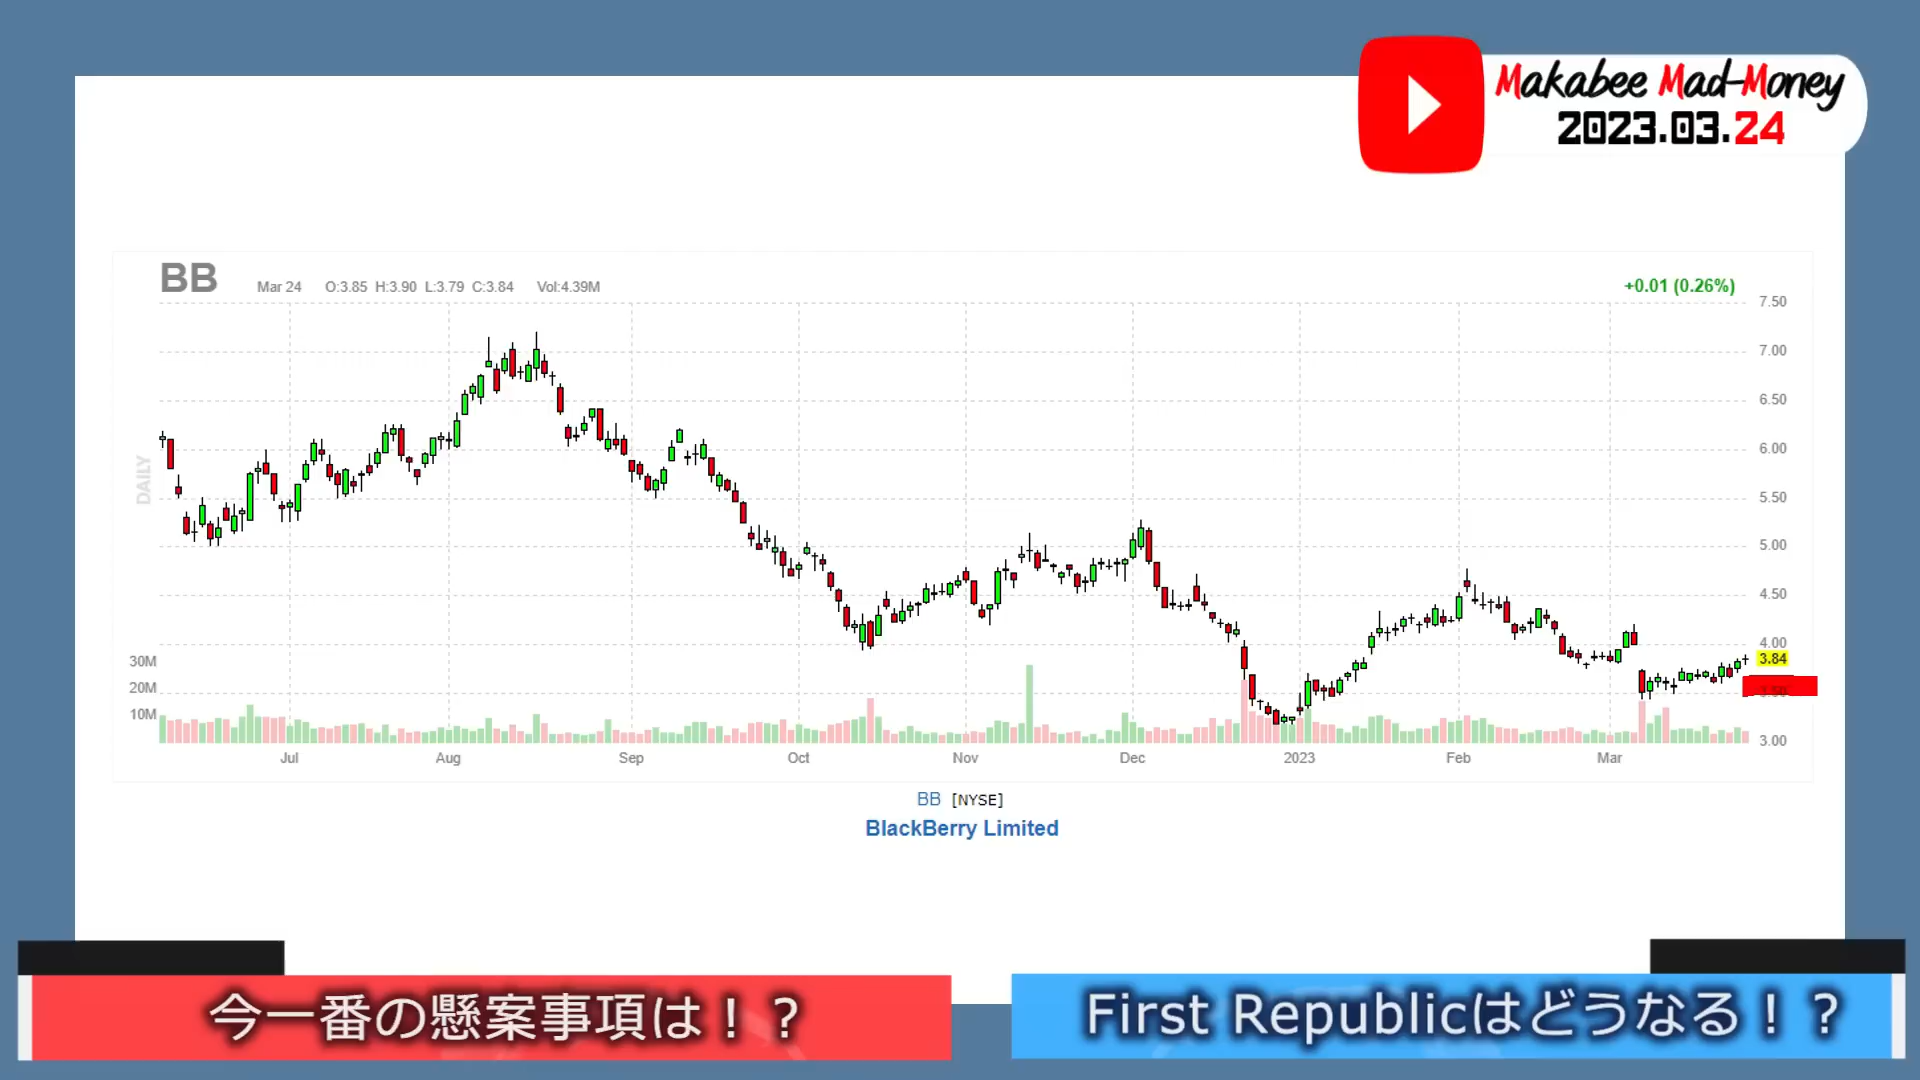 Makabee Mad-Money
2023.03.24
BB Mar 24 O:3.85 H:3.90 L:3.79 C:3.84 Vol:4.39M +0.01 (0.26%)
7.50
7.00
6.50
6.00
5.50
5.00
4.50
4.00
3.84
3.50
3.00
DAILY
30M
20M
10M
Jul Aug Sep Oct Nov Dec 2023 Feb Mar
BB [NYSE]
BlackBerry Limited
今一番の懸案事項は！？
First Republicはどうなる！？